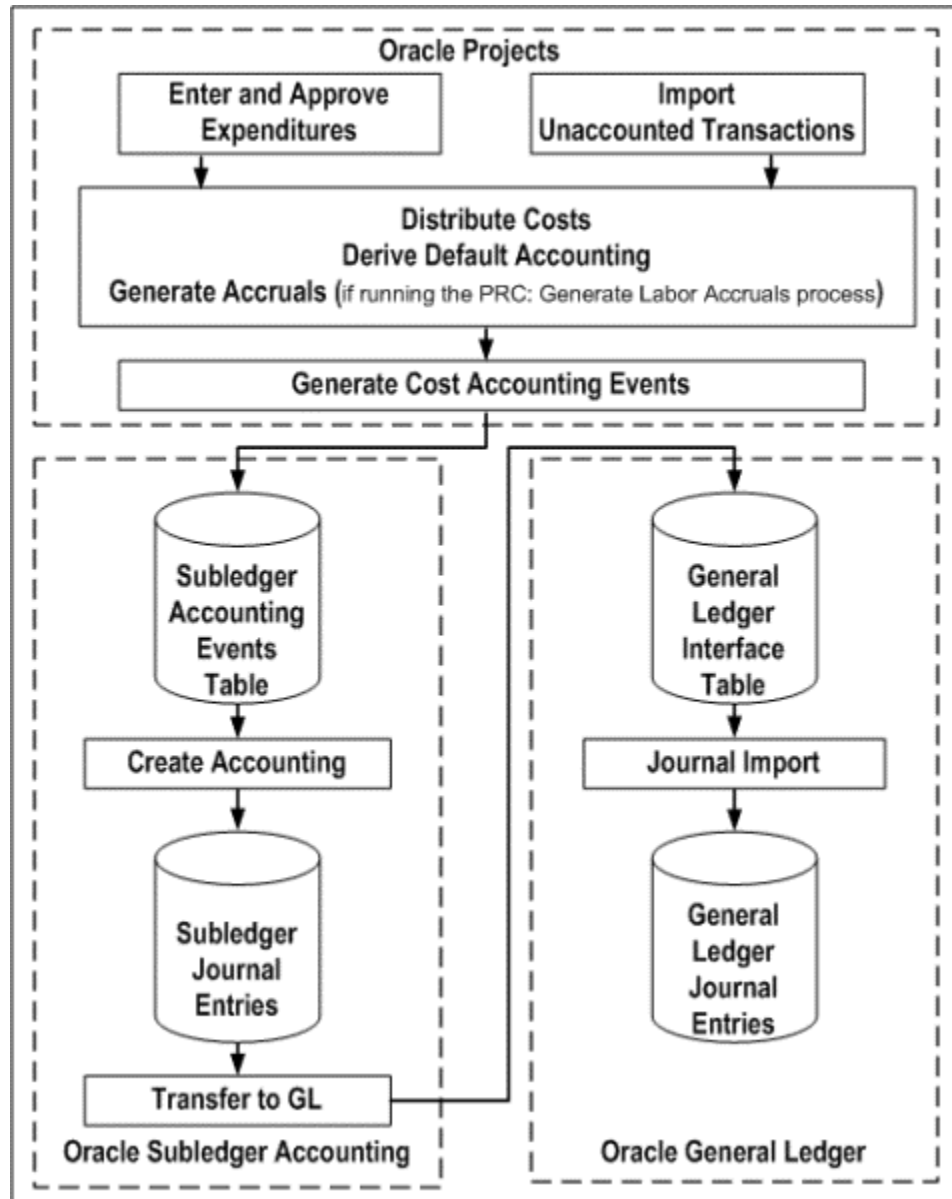 Oracle Projects
Enter and Approve
Expenditures
Import
Unaccounted Transactions
Distribute Costs
Derive Default Accounting
Generate Accruals (if running the PRC: Generate Labor Accruals process)
Generate Cost Accounting Events
Subledger
Accounting
Events
Table
Create Accounting
Subledger
Journal
Entries
Transfer to GL
Oracle Subledger Accounting
General
Ledger
Interface
Table
Journal Import
General
Ledger
Journal
Entries
Oracle General Ledger